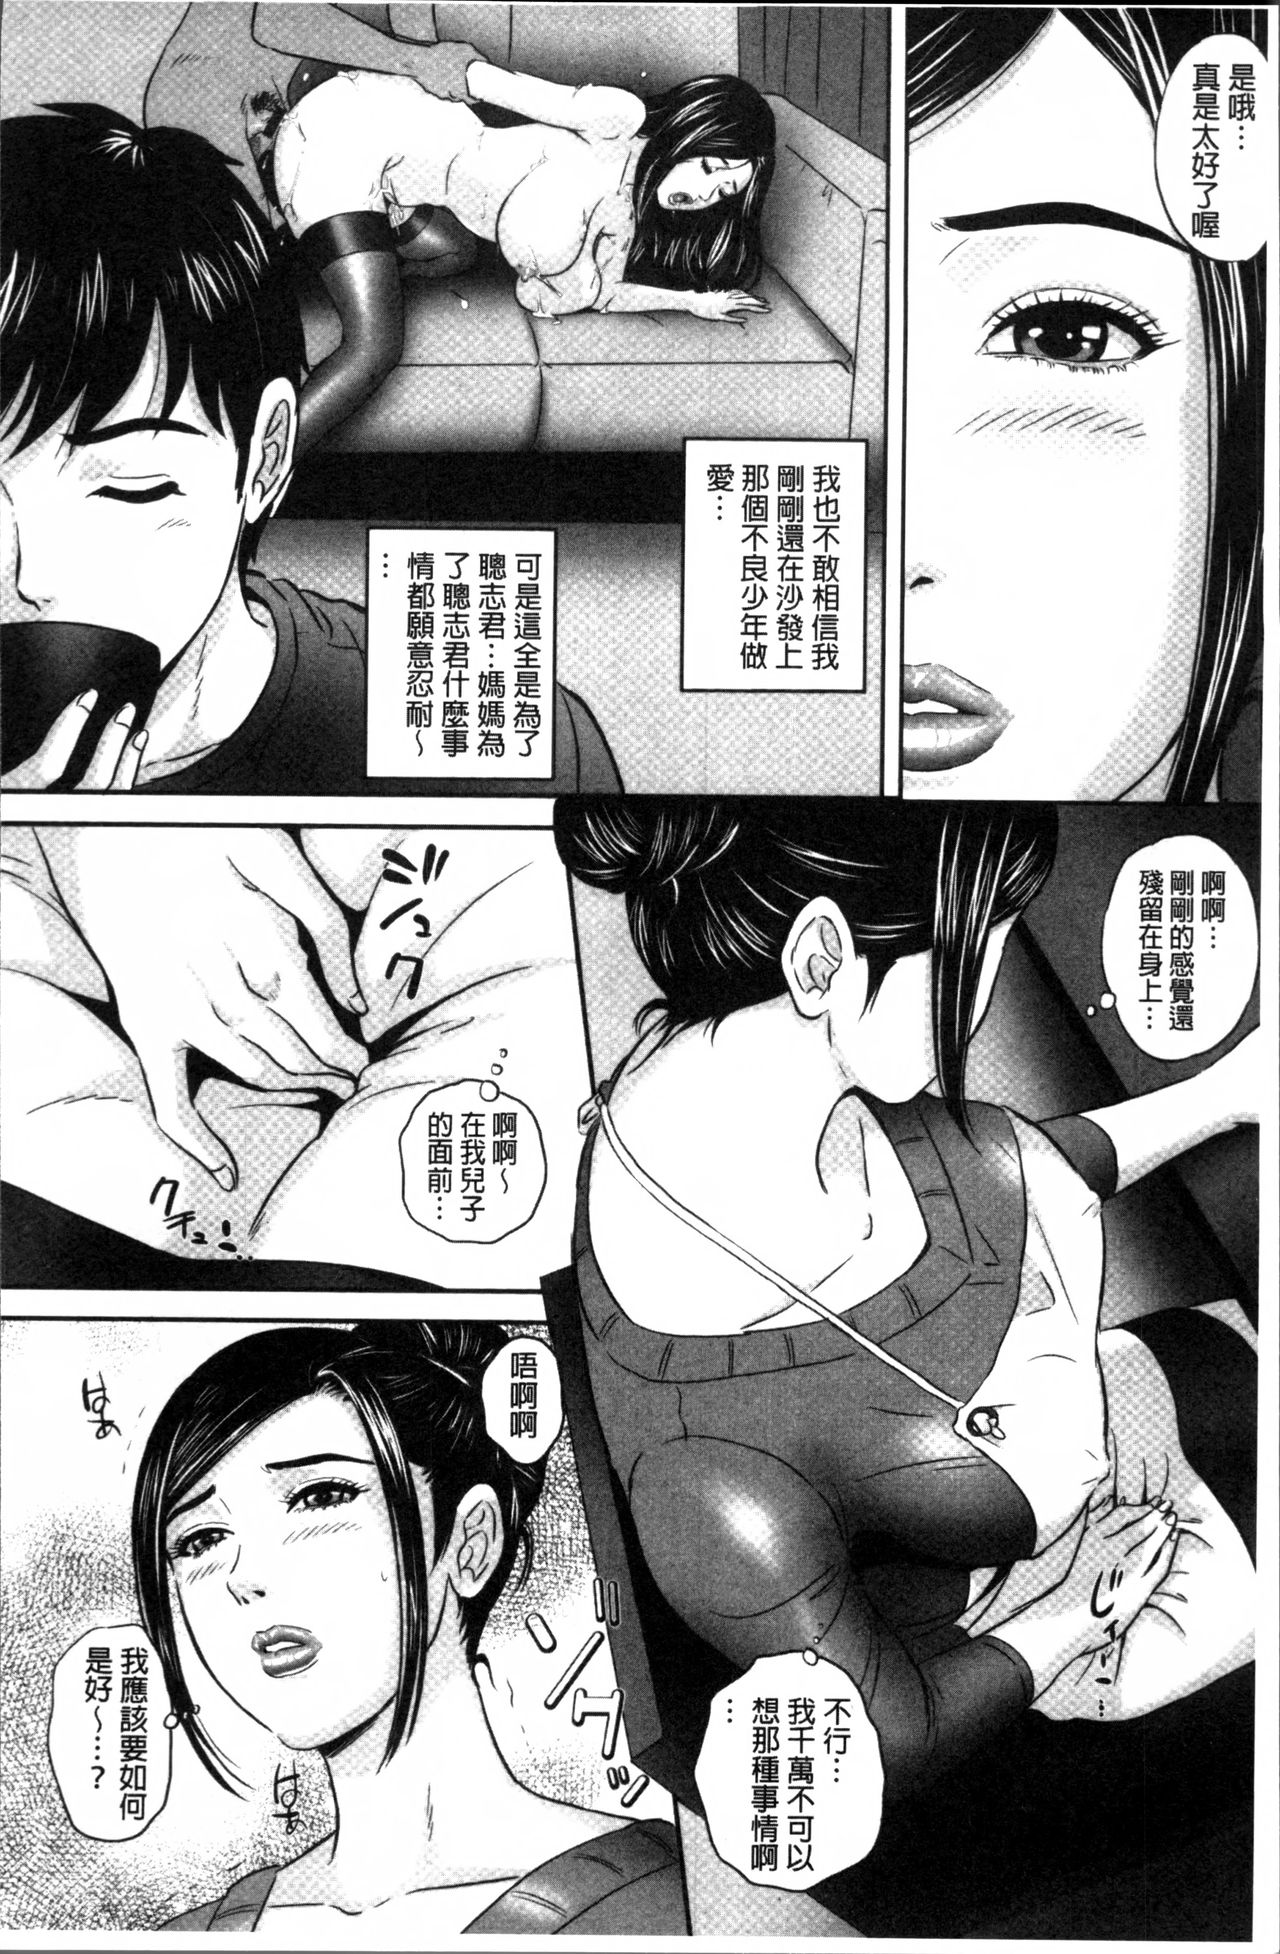 是哦…
真是太好了喔
我也不敢相信我
剛剛還在沙發上
那個不良少年做
愛…
可是這全是為了
聰志君…媽媽為
了聰志君什麼事
情都願意忍耐～
…
啊啊…
剛剛的感覺還
殘留在身上…
不行…
我千萬不可以
想那種事情啊
…
ジィ…
ギュク
啊啊～
在我兒子
的面前…
クチュ…
唔啊啊
はぁ
はぁ
我應該要如何
是好～…？